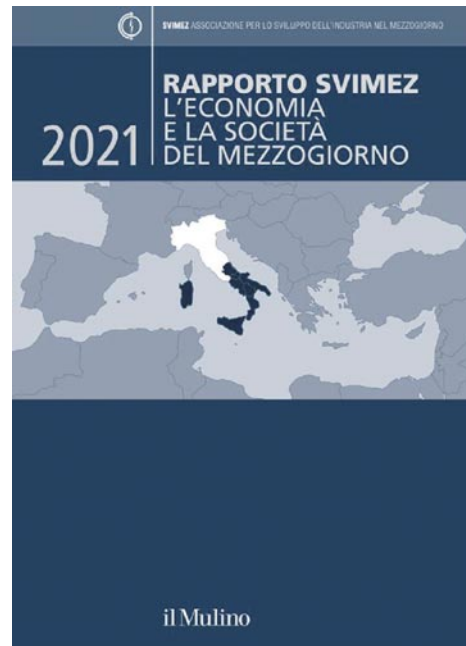 SVIMEZ ASSOCIAZIONE PER LO SVILUPPO DELL'INDUSTRIA NEL MEZZOGIORNO
RAPPORTO SVIMEZ
L'ECONOMIA
E LA SOCIETÀ
2021 DEL MEZZOGIORNO
il Mulino